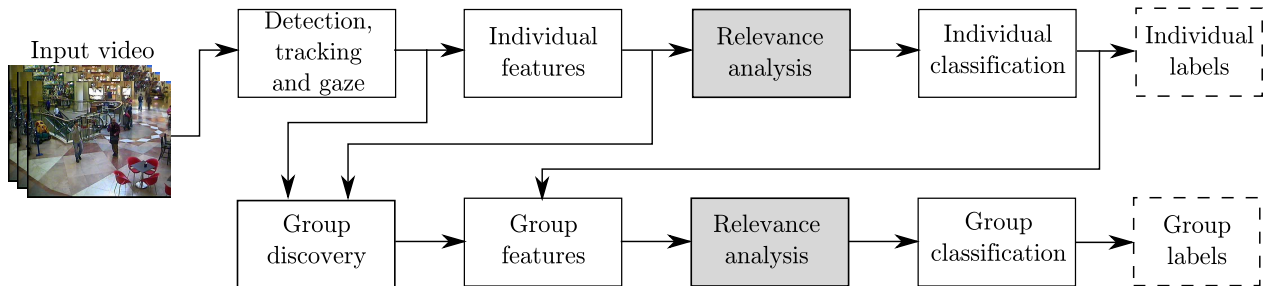 Input video
Detection,
tracking
and gaze
Individual
features
Relevance
analysis
Individual
classification
Individual
labels
Group
discovery
Group
features
Relevance
analysis
Group
classification
Group
labels